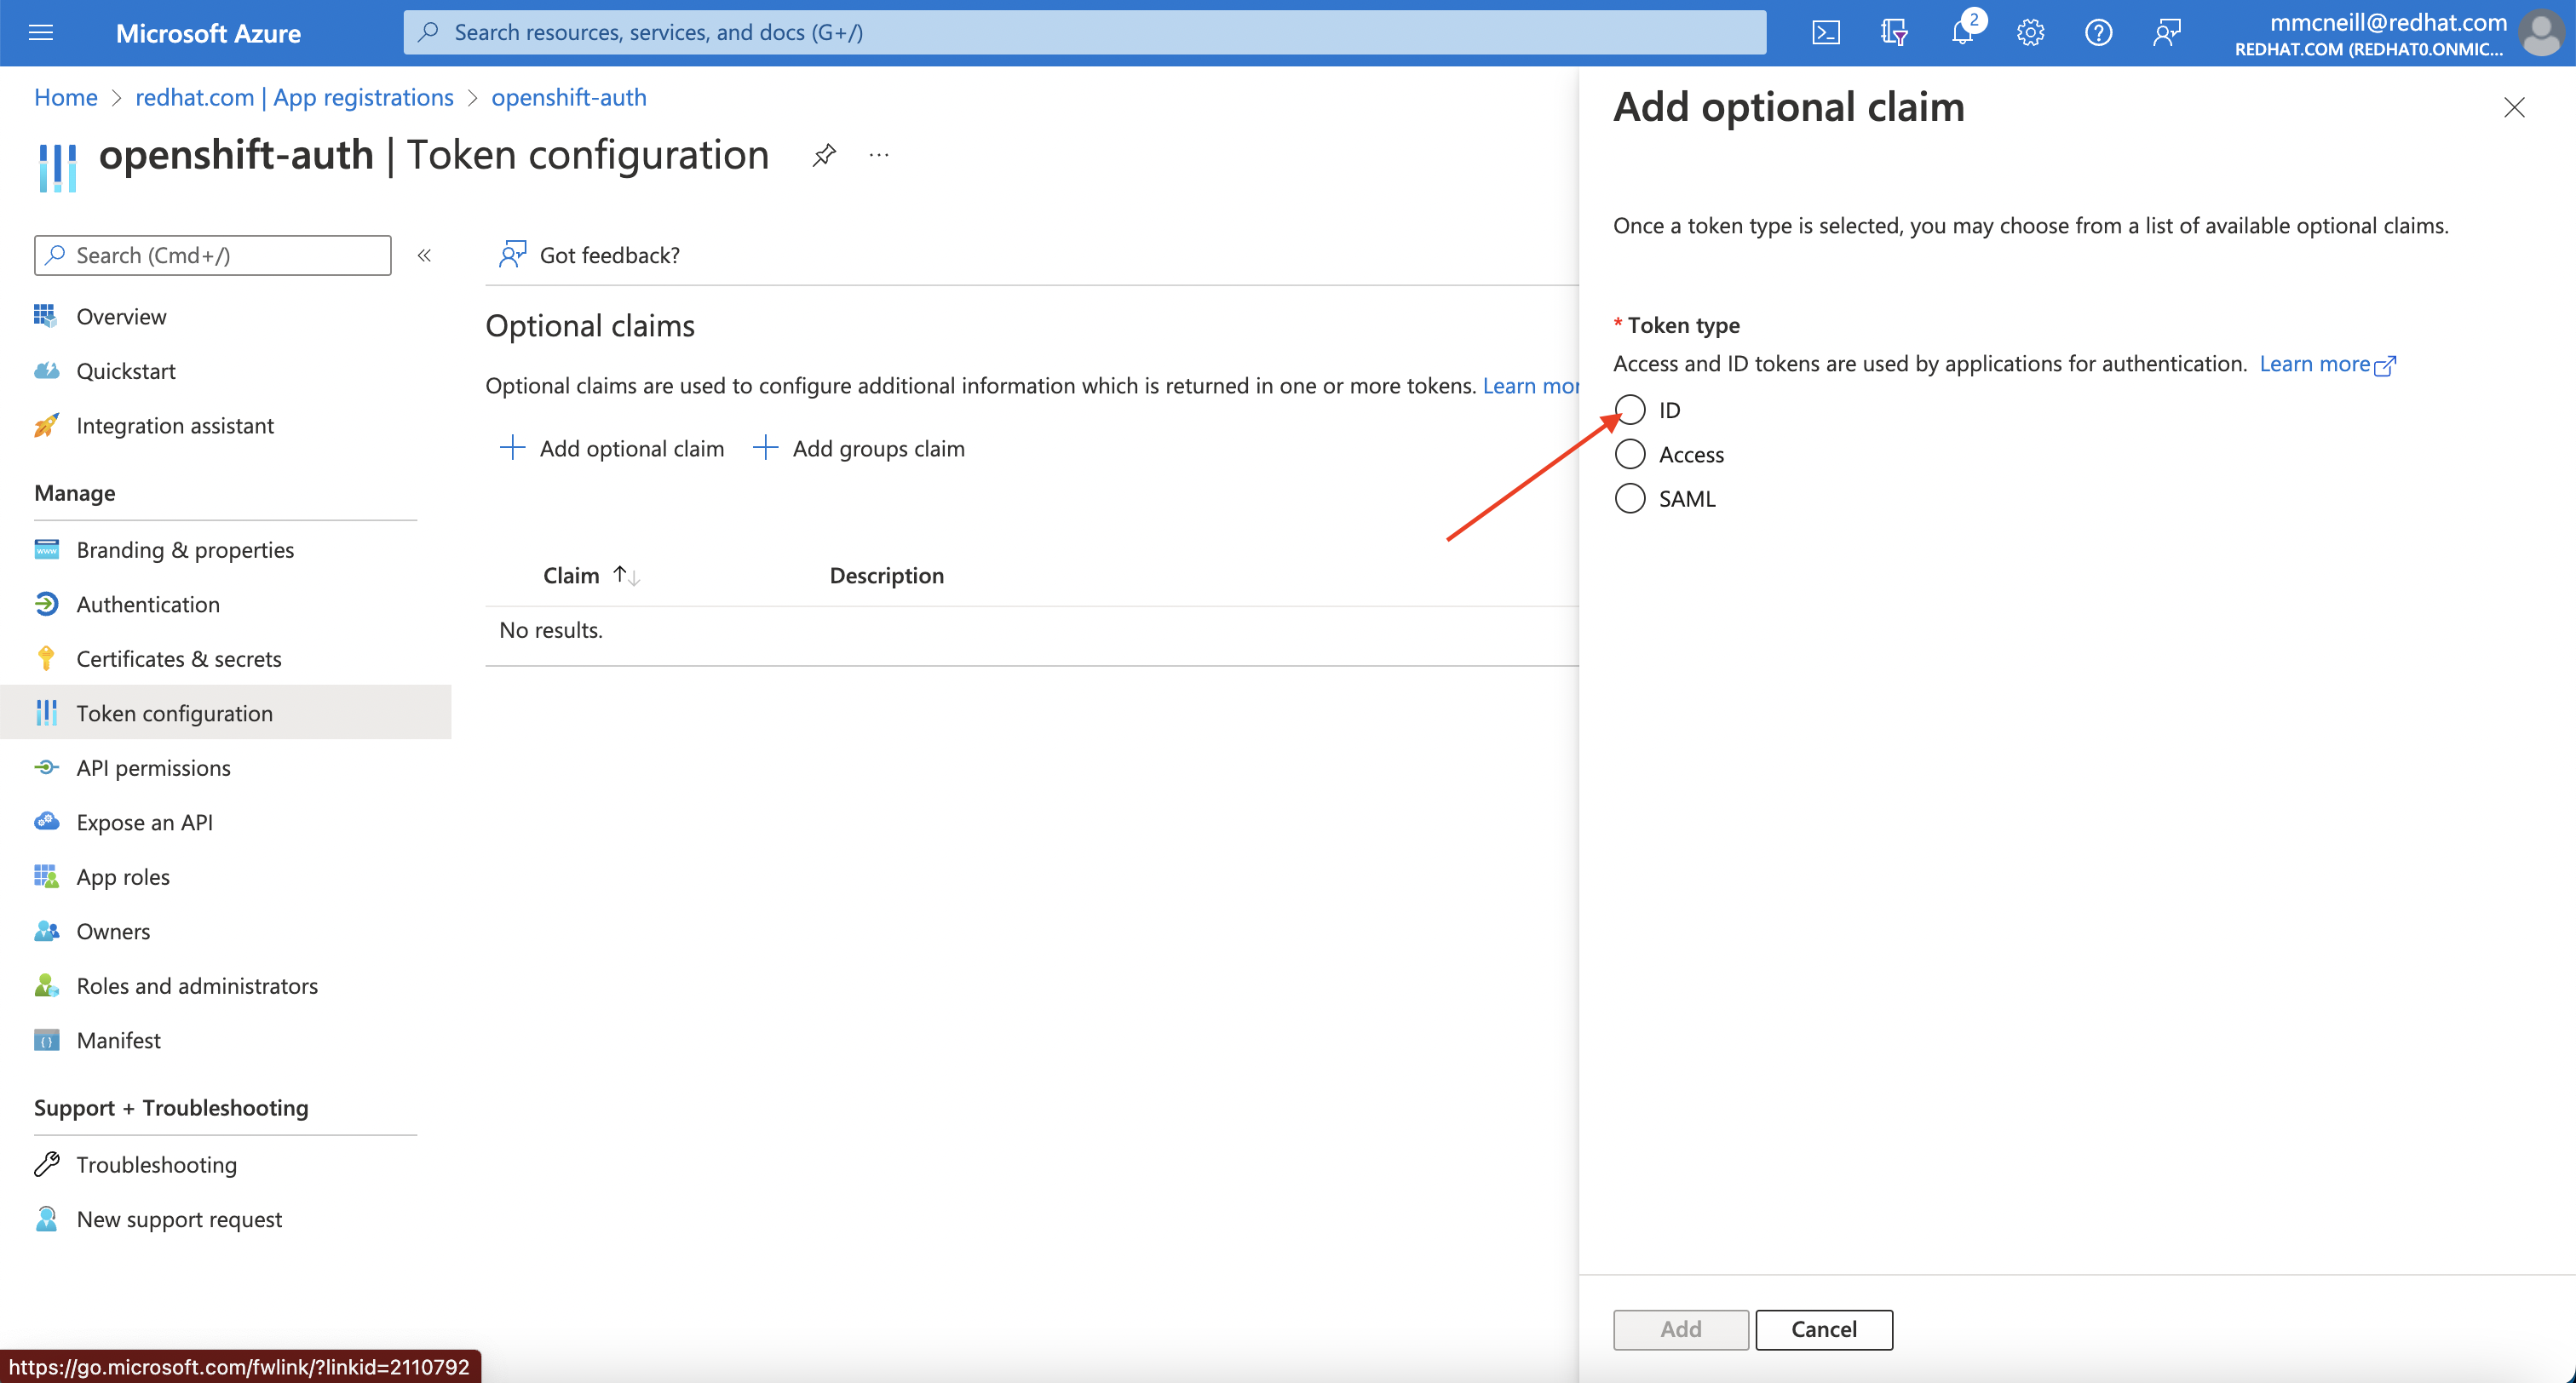 Microsoft Azure
Search resources, services, and docs (G+/)
2
mmcneill@redhat.com
REDHAT.COM (REDHAT0.ONMIC...
Home > redhat.com | App registrations > openshift-auth
openshift-auth | Token configuration
...
Search (Cmd+/)
«
Overview
Quickstart
Integration assistant
Manage
Branding & properties
Authentication
Certificates & secrets
Token configuration
API permissions
Expose an API
App roles
Owners
Roles and administrators
Manifest
Support + Troubleshooting
Troubleshooting
New support request
Got feedback?
Optional claims
Optional claims are used to configure additional information which is returned in one or more tokens. Learn mor
Add optional claim
Add groups claim
Claim ↑↓
Description
No results.
Add optional claim
Once a token type is selected, you may choose from a list of available optional claims.
* Token type
Access and ID tokens are used by applications for authentication. Learn more
ID
Access
SAML
Add
Cancel
https://go.microsoft.com/fwlink/?linkid=2110792